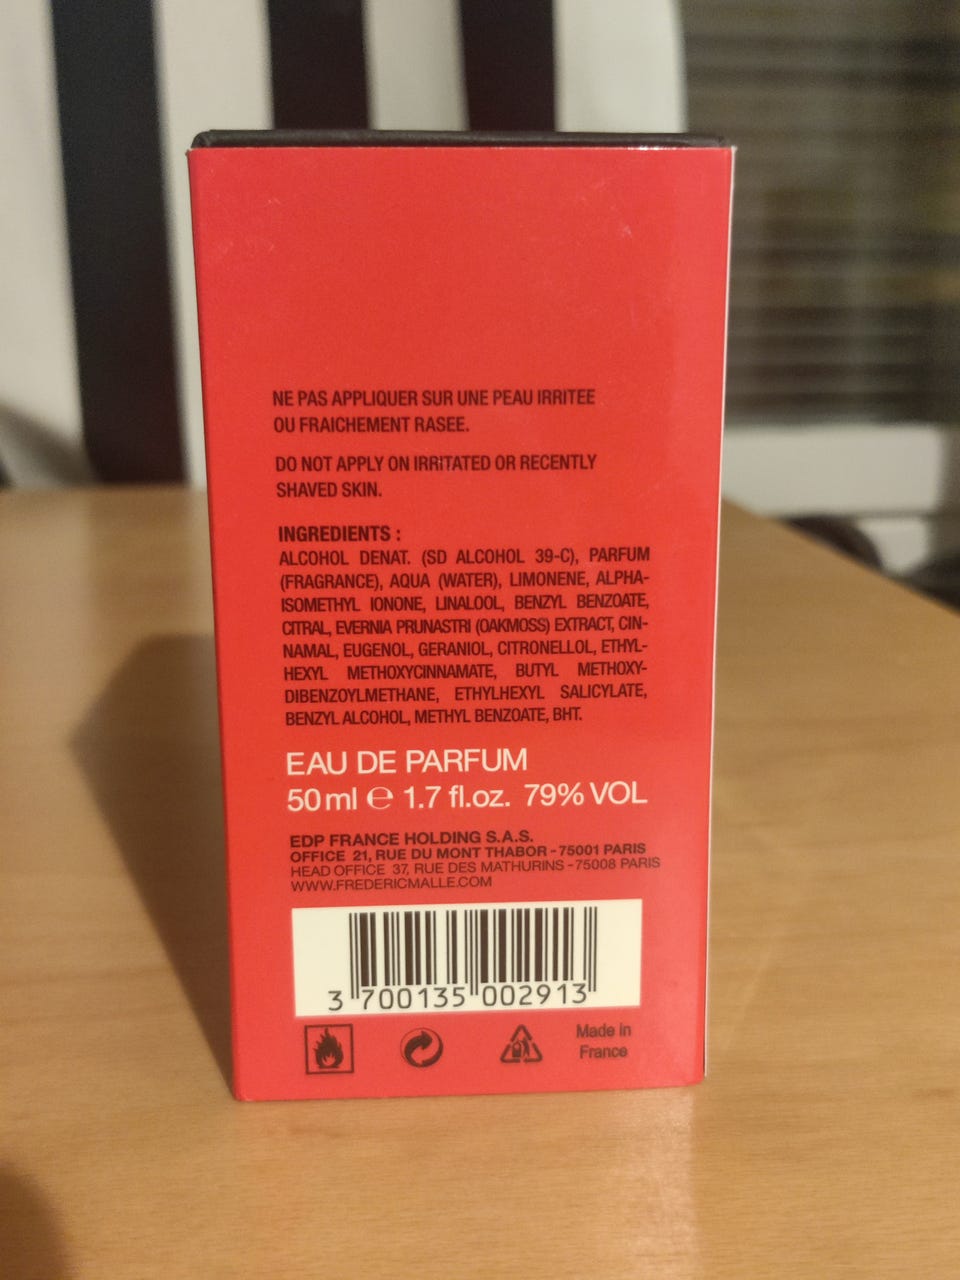 NE PAS APPLIQUER SUR UNE PEAU IRRITEE
OU FRAICHEMENT RASEE.
DO NOT APPLY ON IRRITATED OR RECENTLY
SHAVED SKIN.
INGREDIENTS :
ALCOHOL DENAT. (SD ALCOHOL 39-C), PARFUM
(FRAGRANCE), AQUA (WATER), LIMONENE, ALPHA-
ISOMETHYL IONONE, LINALOOL, BENZYL BENZOATE,
CITRAL, EVERNIA PRUNASTRI (OAKMOSS) EXTRACT, CIN-
NAMAL, EUGENOL, GERANIOL, CITRONELLOL, ETHYL-
HEXYL METHOXYCINNAMATE, BUTYL METHOXY-
DIBENZOYLMETHANE, ETHYLHEXYL SALICYLATE,
BENZYL ALCOHOL, METHYL BENZOATE, BHT.
EAU DE PARFUM
50 ml ℮ 1.7 fl.oz. 79% VOL
EDP FRANCE HOLDING S.A.S.
OFFICE 21, RUE DU MONT THABOR - 75001 PARIS
HEAD OFFICE 37, RUE DES MATHURINS - 75008 PARIS
WWW.FREDERICMALLE.COM
3 700135 002913
Made in
France